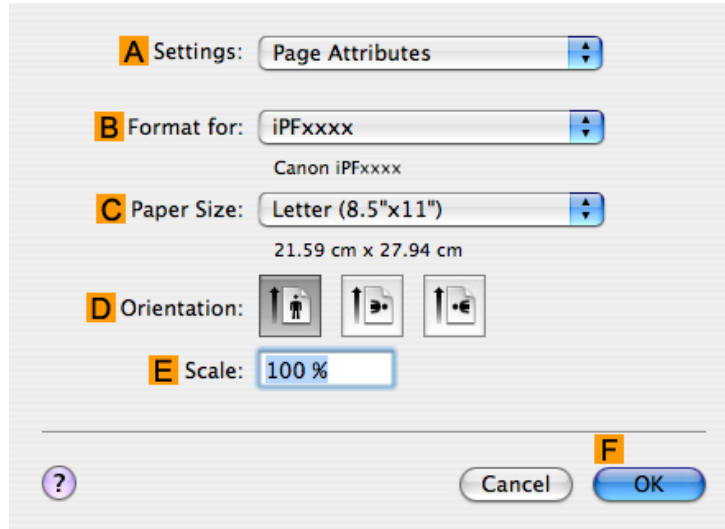 A Settings: Page Attributes
B Format for: iPFxxxx
Canon iPFxxxx
C Paper Size: Letter (8.5"x11")
21.59 cm x 27.94 cm
D Orientation:
E Scale: 100 %
F
? Cancel OK